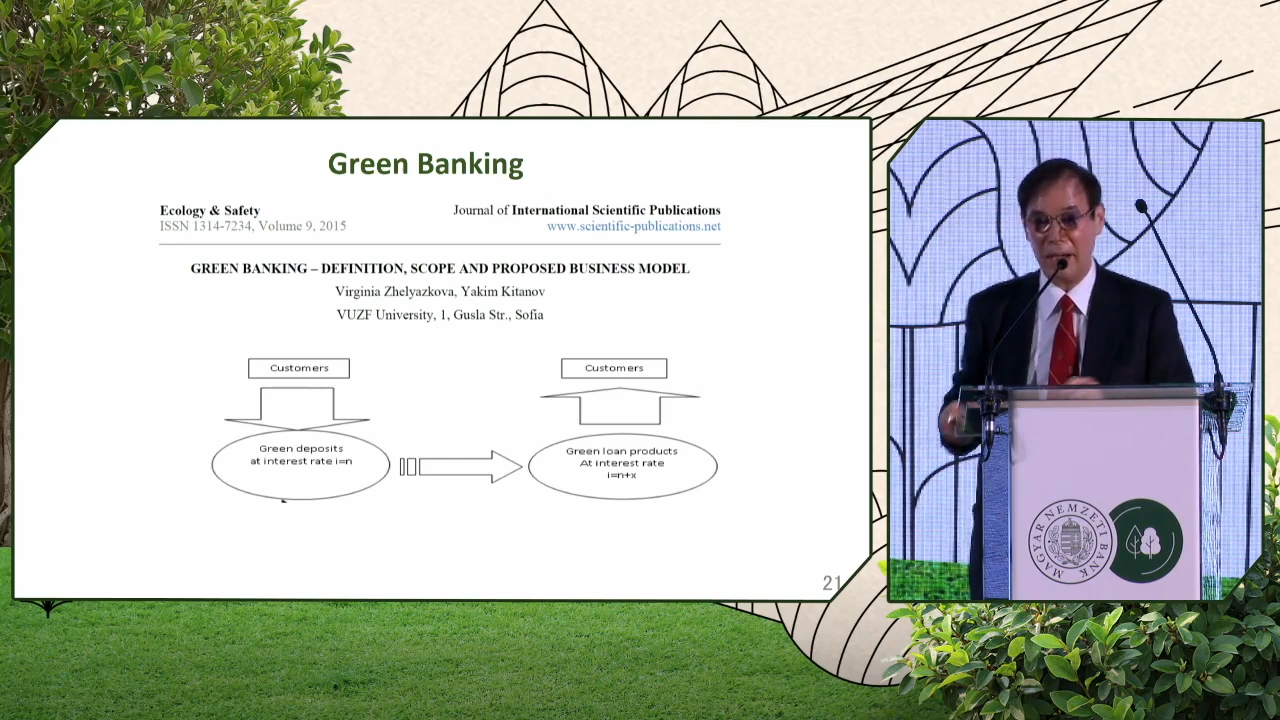 Green Banking
Ecology & Safety
ISSN 1314-7234, Volume 9, 2015
Journal of International Scientific Publications
www.scientific-publications.net
GREEN BANKING – DEFINITION, SCOPE AND PROPOSED BUSINESS MODEL
Virginia Zhelyazkova, Yakim Kitanov
VUZF University, 1, Gusla Str., Sofia
Customers
Green deposits
at interest rate i=n
Customers
Green loan products
At interest rate
i=n+x
21
MAGYAR NEMZETI BANK